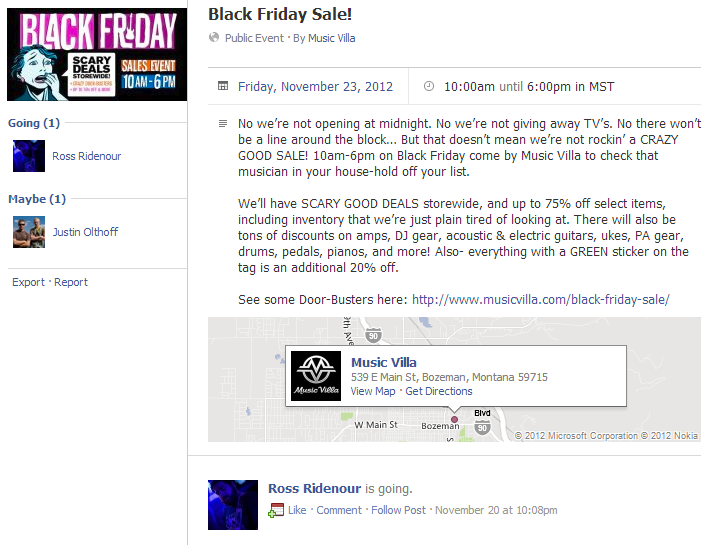 BLACK FRIDAY
SCARY
DEALS
STOREWIDE!
SALES EVENT
10 AM - 6 PM
Going (1)
Ross Ridenour
Maybe (1)
Justin Olthoff
Export · Report
Black Friday Sale!
Public Event · By Music Villa
Friday, November 23, 2012
10:00am until 6:00pm in MST
No we're not opening at midnight. No we're not giving away TV's. No there won't
be a line around the block... But that doesn't mean we're not rockin' a CRAZY
GOOD SALE! 10am-6pm on Black Friday come by Music Villa to check that
musician in your house-hold off your list.
We'll have SCARY GOOD DEALS storewide, and up to 75% off select items,
including inventory that we're just plain tired of looking at. There will also be
tons of discounts on amps, DJ gear, acoustic & electric guitars, ukes, PA gear,
drums, pedals, pianos, and more! Also- everything with a GREEN sticker on the
tag is an additional 20% off.
See some Door-Busters here: http://www.musicvilla.com/black-friday-sale/
9th Ave
90
Music Villa
Music Villa
539 E Main St, Bozeman, Montana 59715
View Map · Get Directions
Blvd
W Main St
Bozeman
90
© 2012 Microsoft Corporation © 2012 Nokia
Ross Ridenour is going.
Like · Comment · Follow Post · November 20 at 10:08pm